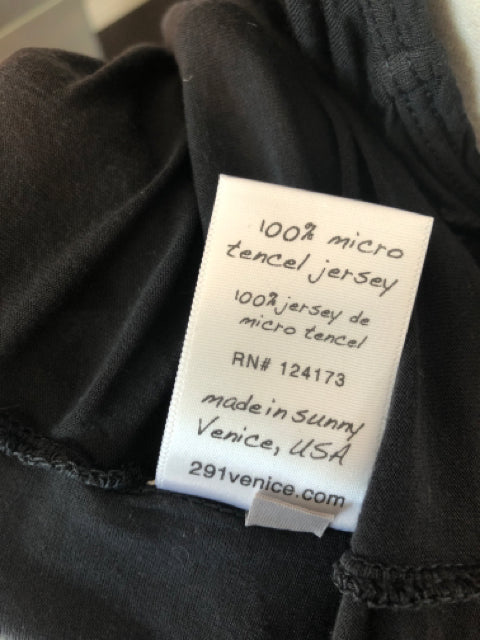 100% micro
tencel jersey
100% jersey de
micro tencel
RN# 124173
made in sunny
Venice, USA
291venice.com